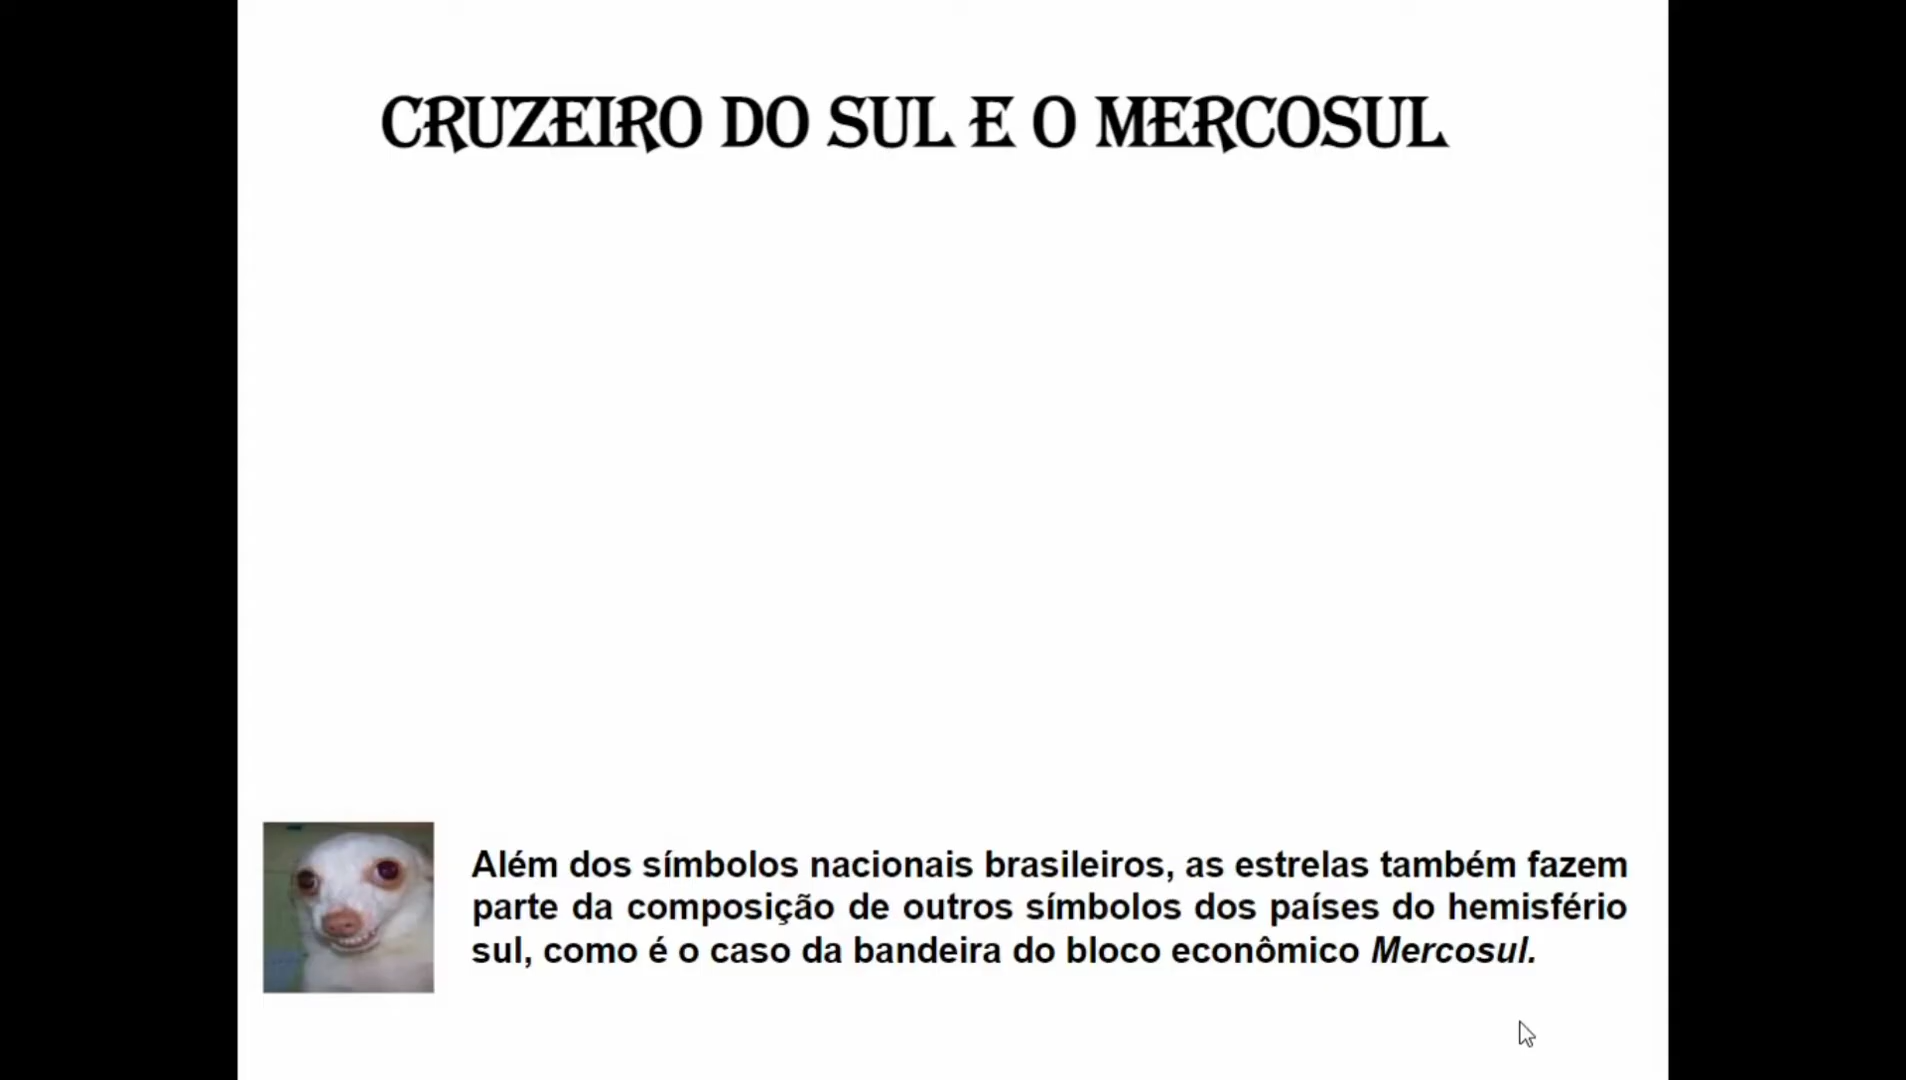 CRUZEIRO DO SUL E O MERCOSUL
Além dos símbolos nacionais brasileiros, as estrelas também fazem
parte da composição de outros símbolos dos países do hemisfério
sul, como é o caso da bandeira do bloco econômico Mercosul.